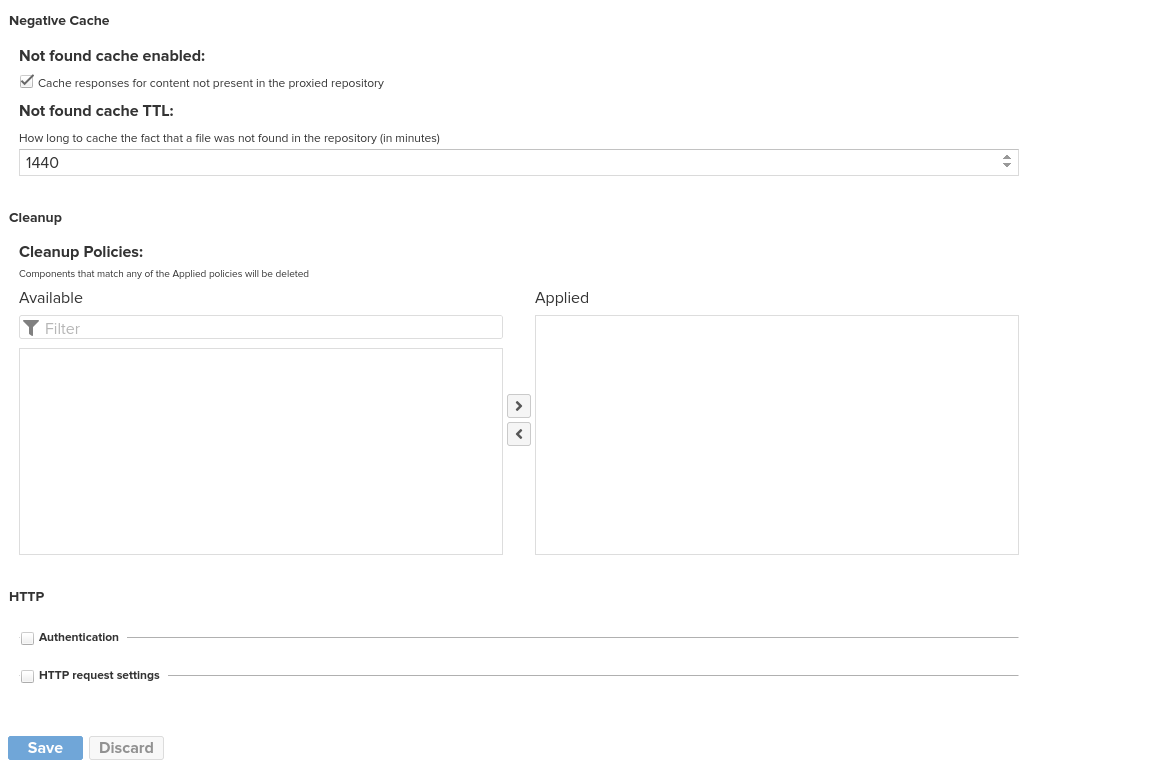 Negative Cache
Not found cache enabled:
Cache responses for content not present in the proxied repository
Not found cache TTL:
How long to cache the fact that a file was not found in the repository (in minutes)
1440
Cleanup
Cleanup Policies:
Components that match any of the Applied policies will be deleted
Available
Applied
Filter
HTTP
Authentication
HTTP request settings
Save
Discard